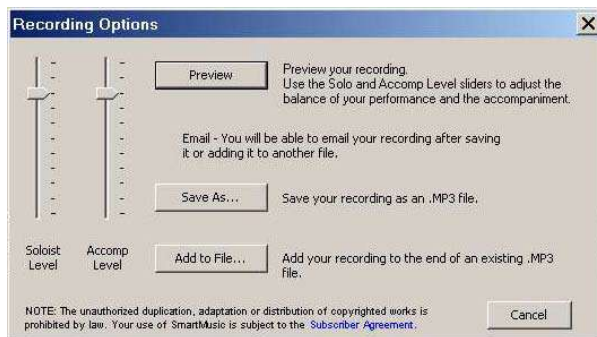 Recording Options
Preview
Preview your recording.
Use the Solo and Accomp Level sliders to adjust the
balance of your performance and the accompaniment.
Email - You will be able to email your recording after saving
it or adding it to another file.
Save As...
Save your recording as an .MP3 file.
Soloist
Level
Accomp
Level
Add to File...
Add your recording to the end of an existing .MP3
file.
NOTE: The unauthorized duplication, adaptation or distribution of copyrighted works is
prohibited by law. Your use of SmartMusic is subject to the Subscriber Agreement.
Cancel